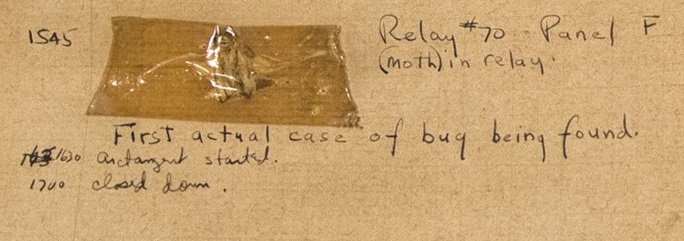 1545 Relay #70 Panel F
(moth) in relay.
First actual case of bug being found.
1630 antangent started.
1700 closed down.